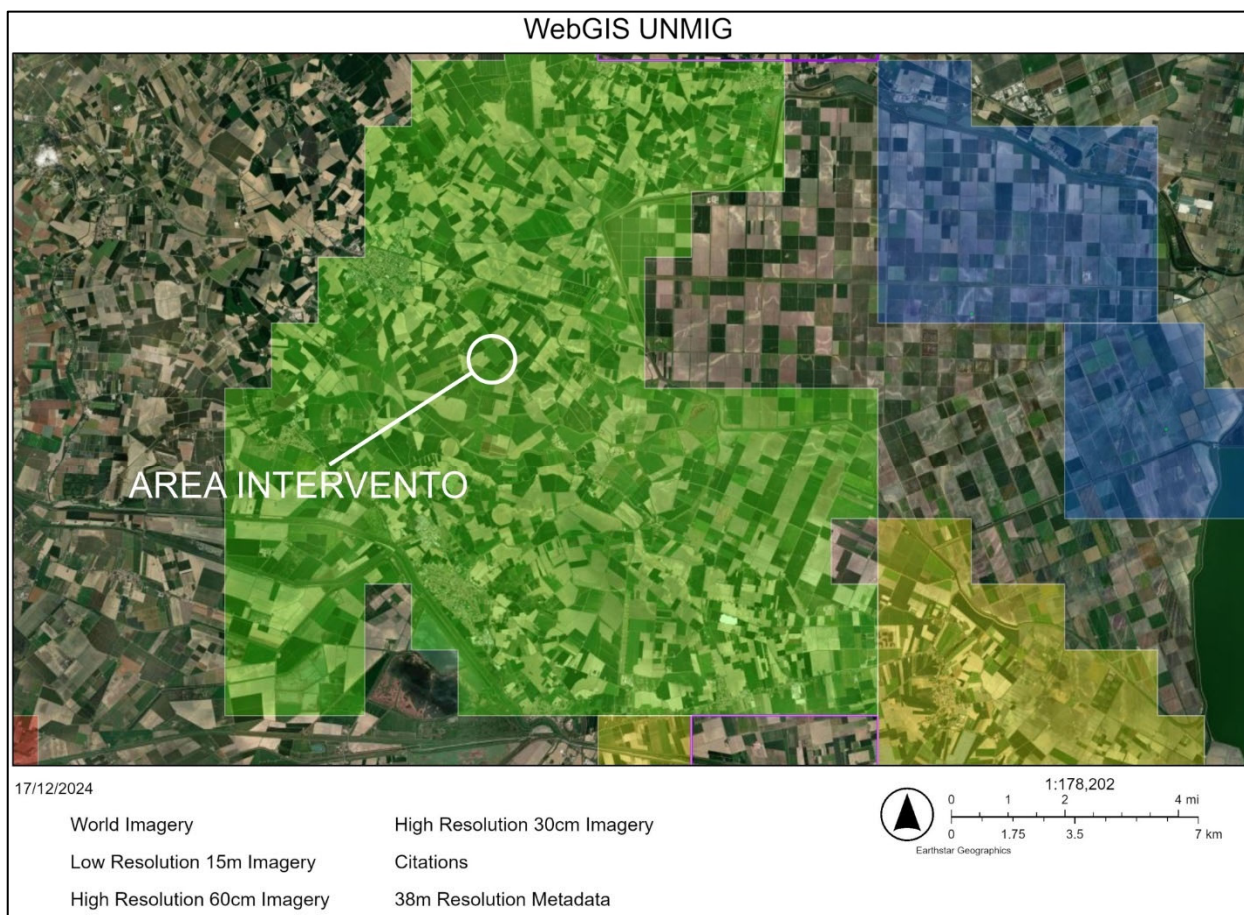 WebGIS UNMIG
AREA INTERVENTO
17/12/2024
World Imagery
Low Resolution 15m Imagery
High Resolution 60cm Imagery
High Resolution 30cm Imagery
Citations
38m Resolution Metadata
1:178,202
0 1 2 4 mi
0 1.75 3.5 7 km
Earthstar Geographics